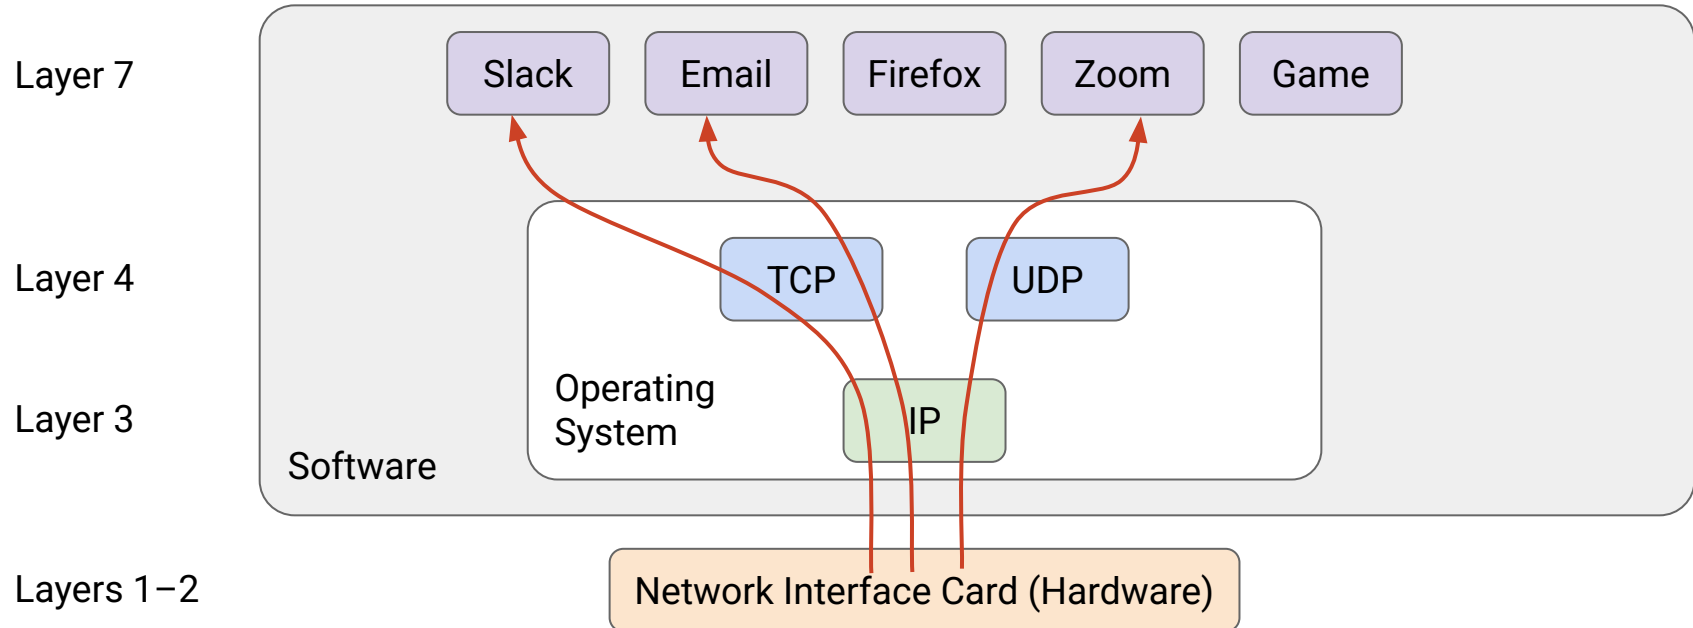 Layer 7
Slack
Email
Firefox
Zoom
Game
Layer 4
TCP
UDP
Operating
System
Layer 3
IP
Software
Layers 1–2
Network Interface Card (Hardware)